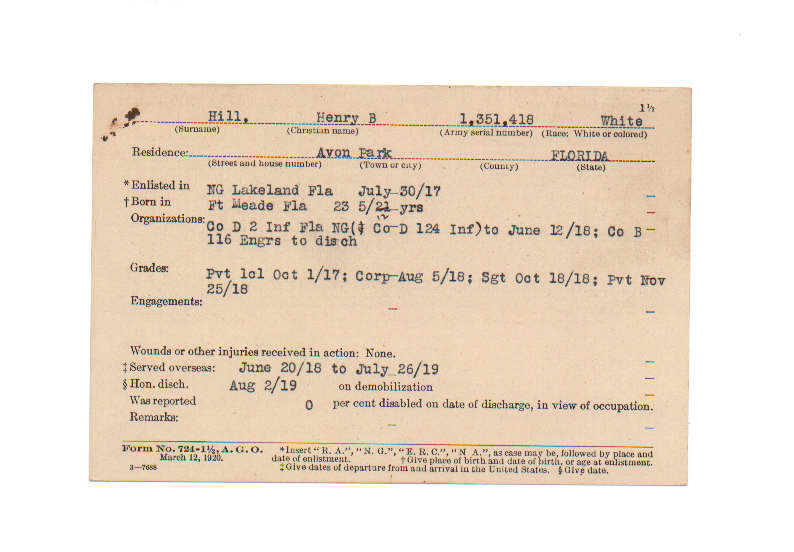 1½
Hill, Henry B 1,351,418 White
(Surname) (Christian name) (Army serial number) (Race: White or colored)
Residence: Avon Park FLORIDA
(Street and house number) (Town or city) (County) (State)
*Enlisted in NG Lakeland Fla July 30/17
†Born in Ft Meade Fla 23 5/12 yrs
Organizations: Co D 2 Inf Fla NG( Co D 124 Inf)to June 12/18; Co B
116 Engrs to disch
Grades: Pvt 1cl Oct 1/17; Corp Aug 5/18; Sgt Oct 18/18; Pvt Nov
25/18
Engagements: –
Wounds or other injuries received in action: None.
‡Served overseas: June 20/18 to July 26/19
§Hon. disch. Aug 2/19 on demobilization
Was reported 0 per cent disabled on date of discharge, in view of occupation.
Remarks: –
Form No. 724-1½, A. G. O. *Insert "R. A.", "N. G.", "E. R. C.", "N A.", as case may be, followed by place and
March 12, 1920. date of enlistment. †Give place of birth and date of birth, or age at enlistment.
3—7688 ‡Give dates of departure from and arrival in the United States. §Give date.